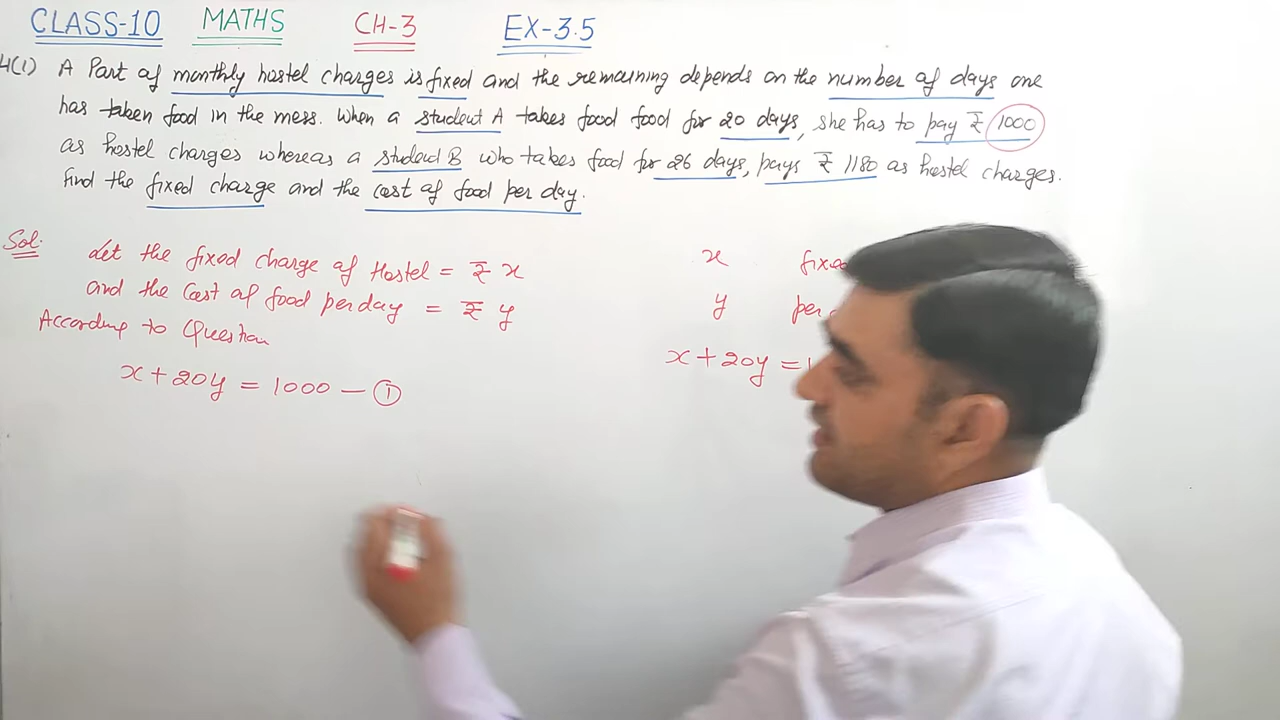 CLASS-10 MATHS CH-3 EX-3.5
4(1) A Part of monthly hostel charges is fixed and the remaining depends on the number of days one
has taken food in the mess. When a student A takes food food for 20 days, she has to pay ₹ 1000
as hostel charges whereas a student B who takes food for 26 days, pays ₹ 1180 as hostel charges.
find the fixed charge and the cost of food per day.
Sol.
Let the fixed charge of Hostel = ₹ x
and the Cost of food per day = ₹ y
According to Question
x + 20y = 1000 — ①
x
y per
x + 20y =